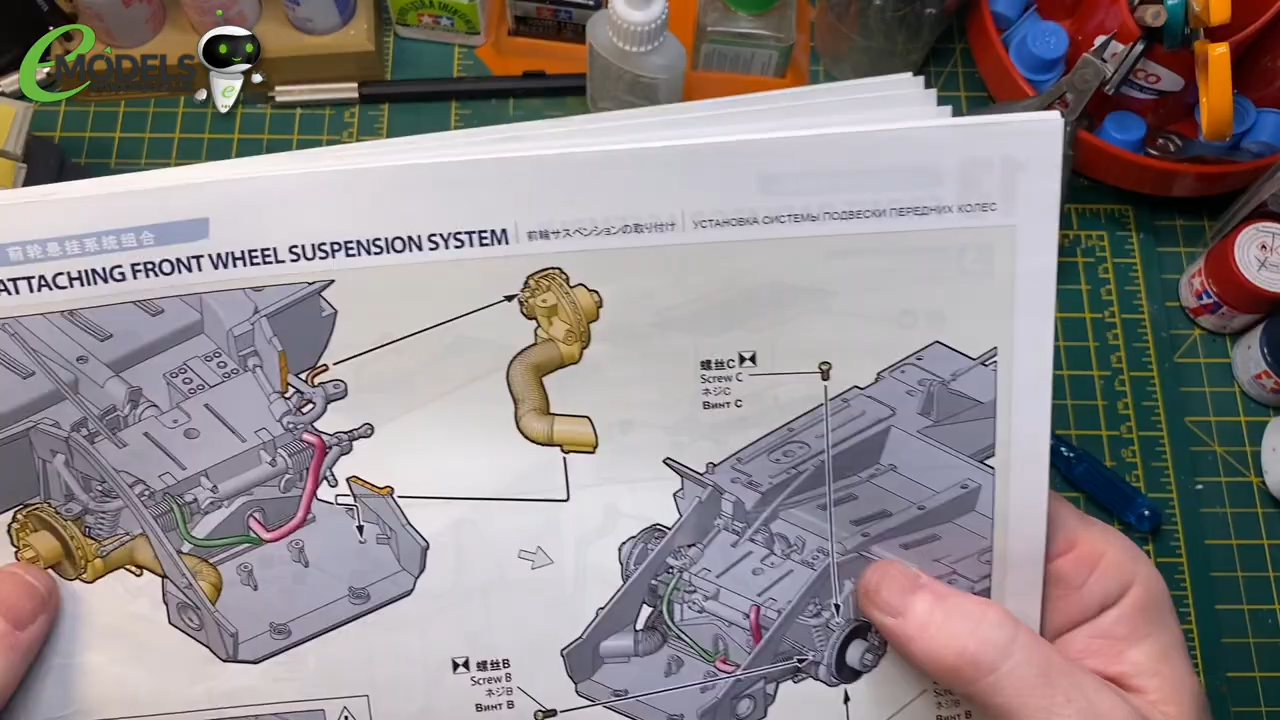 eMODELS
前轮悬挂系统组合
ATTACHING FRONT WHEEL SUSPENSION SYSTEM
前輪サスペンションの取り付け
УСТАНОВКА СИСТЕМЫ ПОДВЕСКИ ПЕРЕДНИХ КОЛЕС
螺丝C
Screw C
ネジC
Винт C
螺丝B
Screw B
ネジB
Винт B